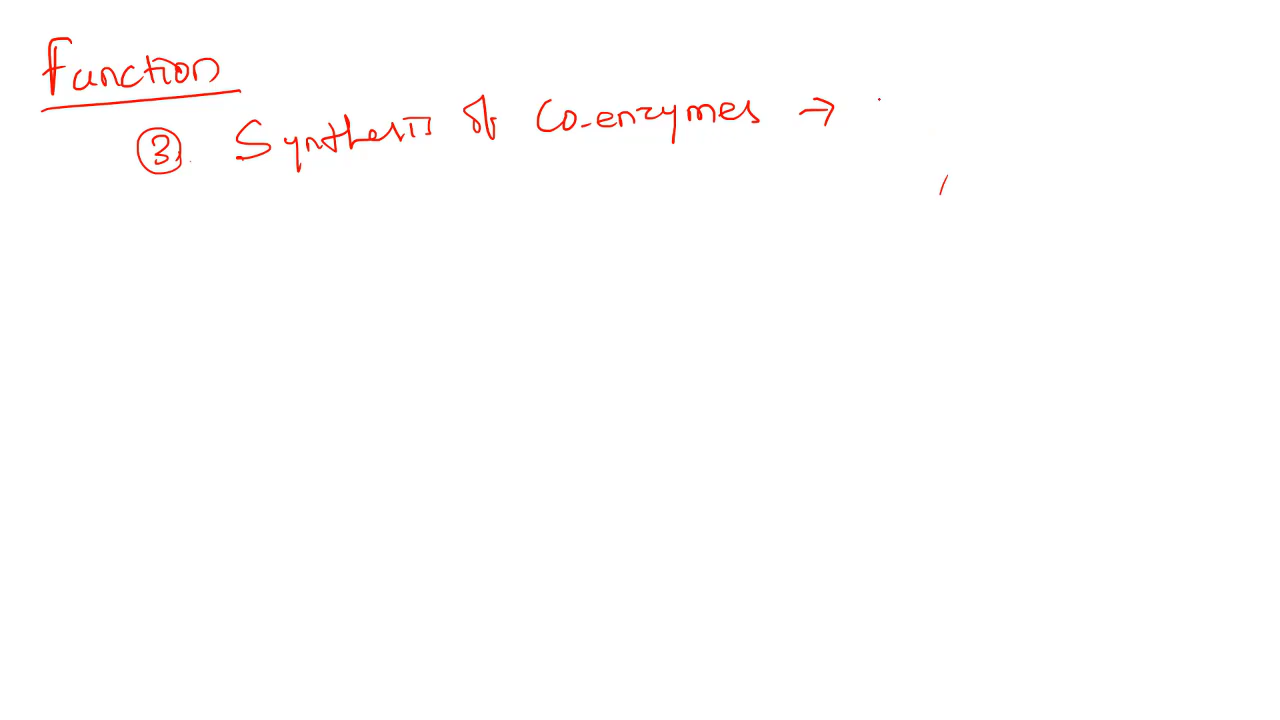 Function
③ Synthesis of Co-enzymes →